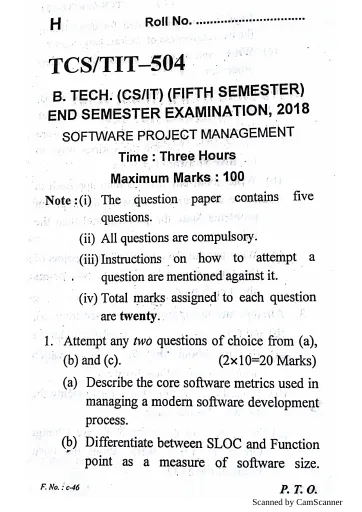 H Roll No. ................................
TCS/TIT–504
B. TECH. (CS/IT) (FIFTH SEMESTER)
END SEMESTER EXAMINATION, 2018
SOFTWARE PROJECT MANAGEMENT
Time : Three Hours
Maximum Marks : 100
Note :(i) The question paper contains five
questions.
(ii) All questions are compulsory.
(iii) Instructions on how to attempt a
question are mentioned against it.
(iv) Total marks assigned to each question
are twenty.
1. Attempt any two questions of choice from (a),
(b) and (c). (2×10=20 Marks)
(a) Describe the core software metrics used in
managing a modern software development
process.
(b) Differentiate between SLOC and Function
point as a measure of software size.
F. No. : c-46 P. T. O.
Scanned by CamScanner